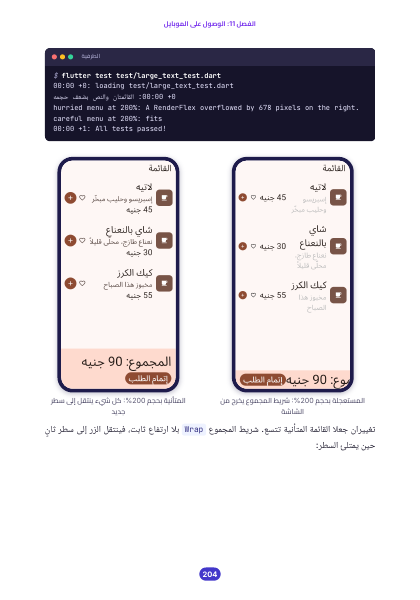 الفصل 11: الوصول على الموبايل
الطرفية
$ flutter test test/large_text_test.dart
00:00 +0: loading test/large_text_test.dart
00:00 +0: القائمتان والنص بضعف حجمه
hurried menu at 200%: A RenderFlex overflowed by 678 pixels on the right.
careful menu at 200%: fits
00:00 +1: All tests passed!
القائمة
لاتيه
إسبريسو وحليب مبخّر
45 جنيه
شاي بالنعناع
نعناع طازج، محلّى قليلاً
30 جنيه
كيك الكرز
مخبوز هذا الصباح
55 جنيه
المجموع: 90 جنيه
إتمام الطلب
المتأنية بحجم 200%: كل شيء ينتقل إلى سطر
جديد
القائمة
لاتيه
إسبريسو
وحليب مبخّر
45 جنيه
شاي
بالنعناع
نعناع طازج،
محلّى قليلاً
30 جنيه
كيك الكرز
مخبوز هذا
الصباح
55 جنيه
موع: 90 جنيه
إتمام الطلب
المستعجلة بحجم 200%: شريط المجموع يخرج من
الشاشة
تغييران جعلا القائمة المتأنية تتسع. شريط المجموع Wrap بلا ارتفاع ثابت، فينتقل الزر إلى سطر ثانٍ
حين يمتلئ السطر:
204